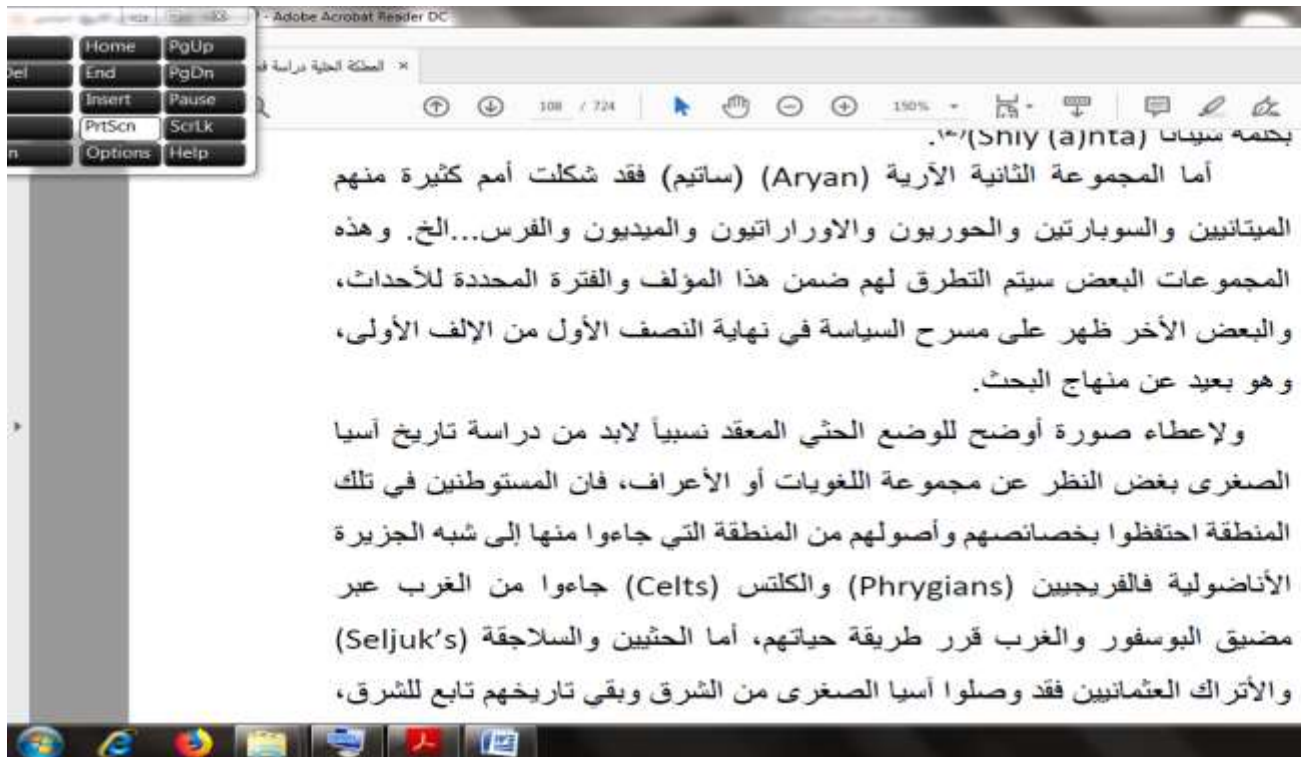 - Adobe Acrobat Reader DC
Home PgUp
Del End PgDn
Insert Pause
PrtScn ScrLk
n Options Help
× المملكة الحثية دراسة في
108 / 724 150%
بكلمة (Shiy (a)nta)(2).
أما المجموعة الثانية الآرية (Aryan) (ساتيم) فقد شكلت أمم كثيرة منهم
الميتانيين والسوبارتين والحوريون والاوراراتيون والميديون والفرس...الخ. وهذه
المجموعات البعض سيتم التطرق لهم ضمن هذا المؤلف والفترة المحددة للأحداث،
والبعض الأخر ظهر على مسرح السياسة في نهاية النصف الأول من الإلف الأولى،
وهو بعيد عن منهاج البحث.
ولإعطاء صورة أوضح للوضع الحثي المعقد نسبياً لابد من دراسة تاريخ آسيا
الصغرى بغض النظر عن مجموعة اللغويات أو الأعراف، فان المستوطنين في تلك
المنطقة احتفظوا بخصائصهم وأصولهم من المنطقة التي جاءوا منها إلى شبه الجزيرة
الأناضولية فالفريجيين (Phrygians) والكلتس (Celts) جاءوا من الغرب عبر
مضيق البوسفور والغرب قرر طريقة حياتهم، أما الحثيين والسلاجقة (Seljuk’s)
والأتراك العثمانيين فقد وصلوا آسيا الصغرى من الشرق وبقي تاريخهم تابع للشرق،